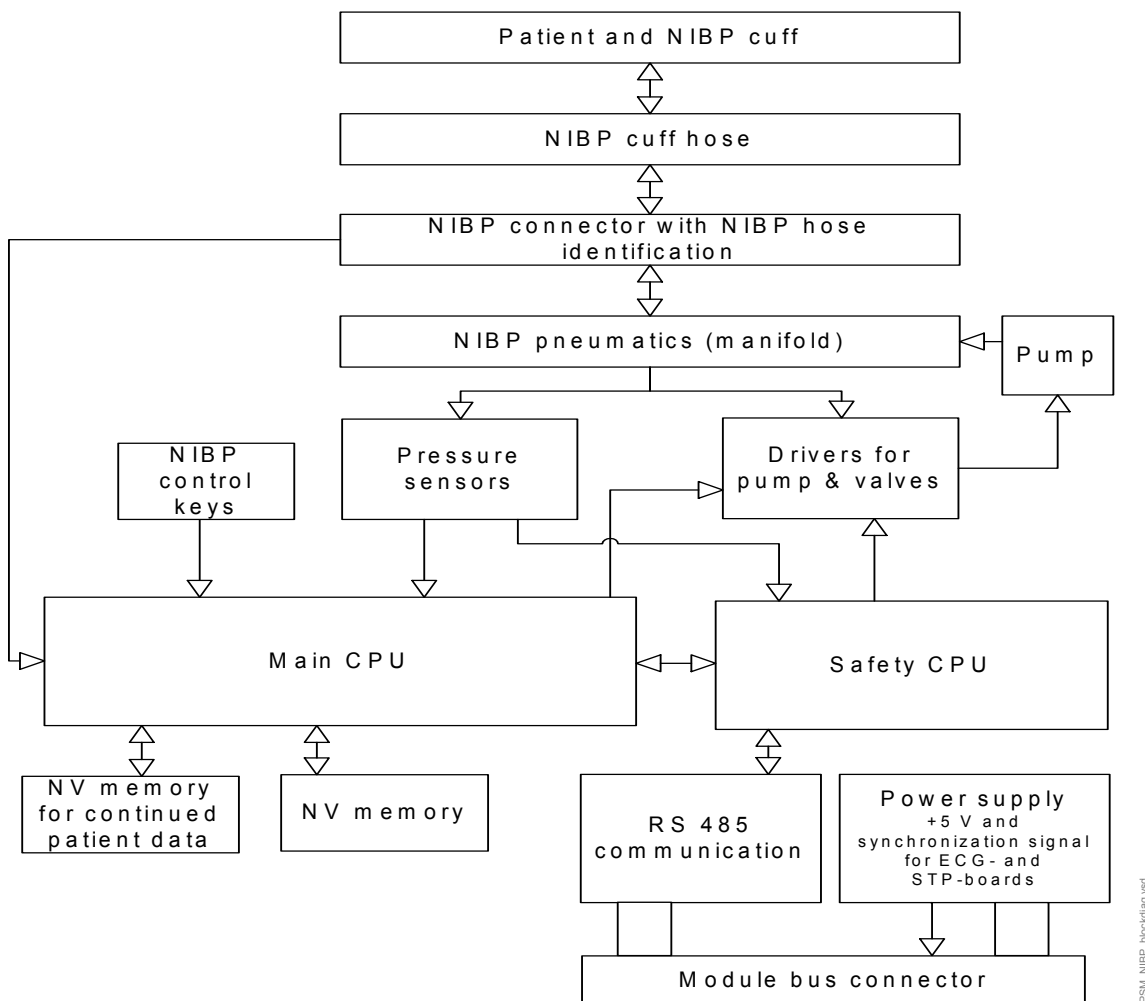 Patient and NIBP cuff
NIBP cuff hose
NIBP connector with NIBP hose
identification
NIBP pneumatics (manifold)
Pump
NIBP
control
keys
Pressure
sensors
Drivers for
pump & valves
Main CPU
Safety CPU
NV memory
for continued
patient data
NV memory
RS 485
communication
Power supply
+5 V and
synchronization signal
for ECG- and
STP-boards
Module bus connector